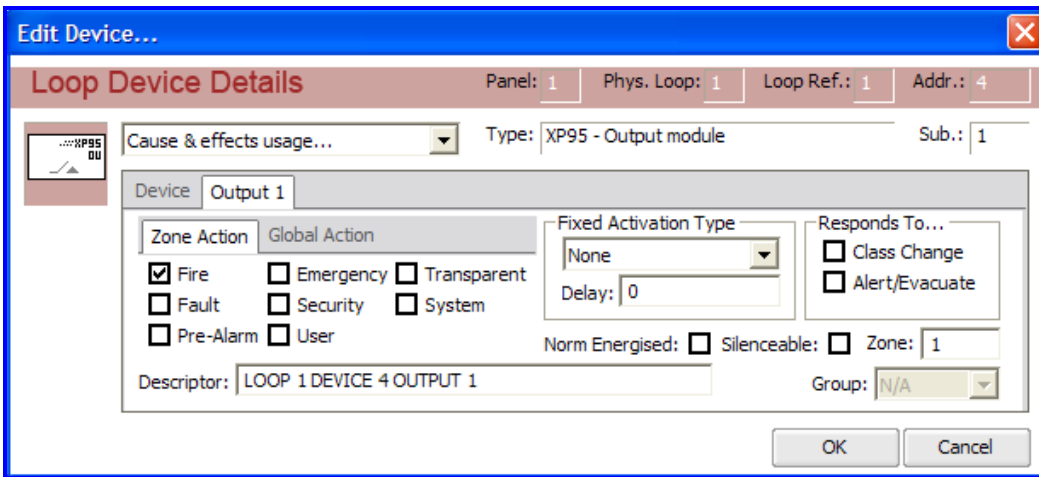 Edit Device...
Loop Device Details Panel: 1 Phys. Loop: 1 Loop Ref.: 1 Addr.: 4
XP95
OU
Cause & effects usage... Type: XP95 - Output module Sub.: 1
Device Output 1
Zone Action Global Action Fixed Activation Type Responds To...
None Class Change
Fire Emergency Transparent
Delay: 0 Alert/Evacuate
Fault Security System
Pre-Alarm User Norm Energised: Silenceable: Zone: 1
Descriptor: LOOP 1 DEVICE 4 OUTPUT 1 Group: N/A
OK Cancel